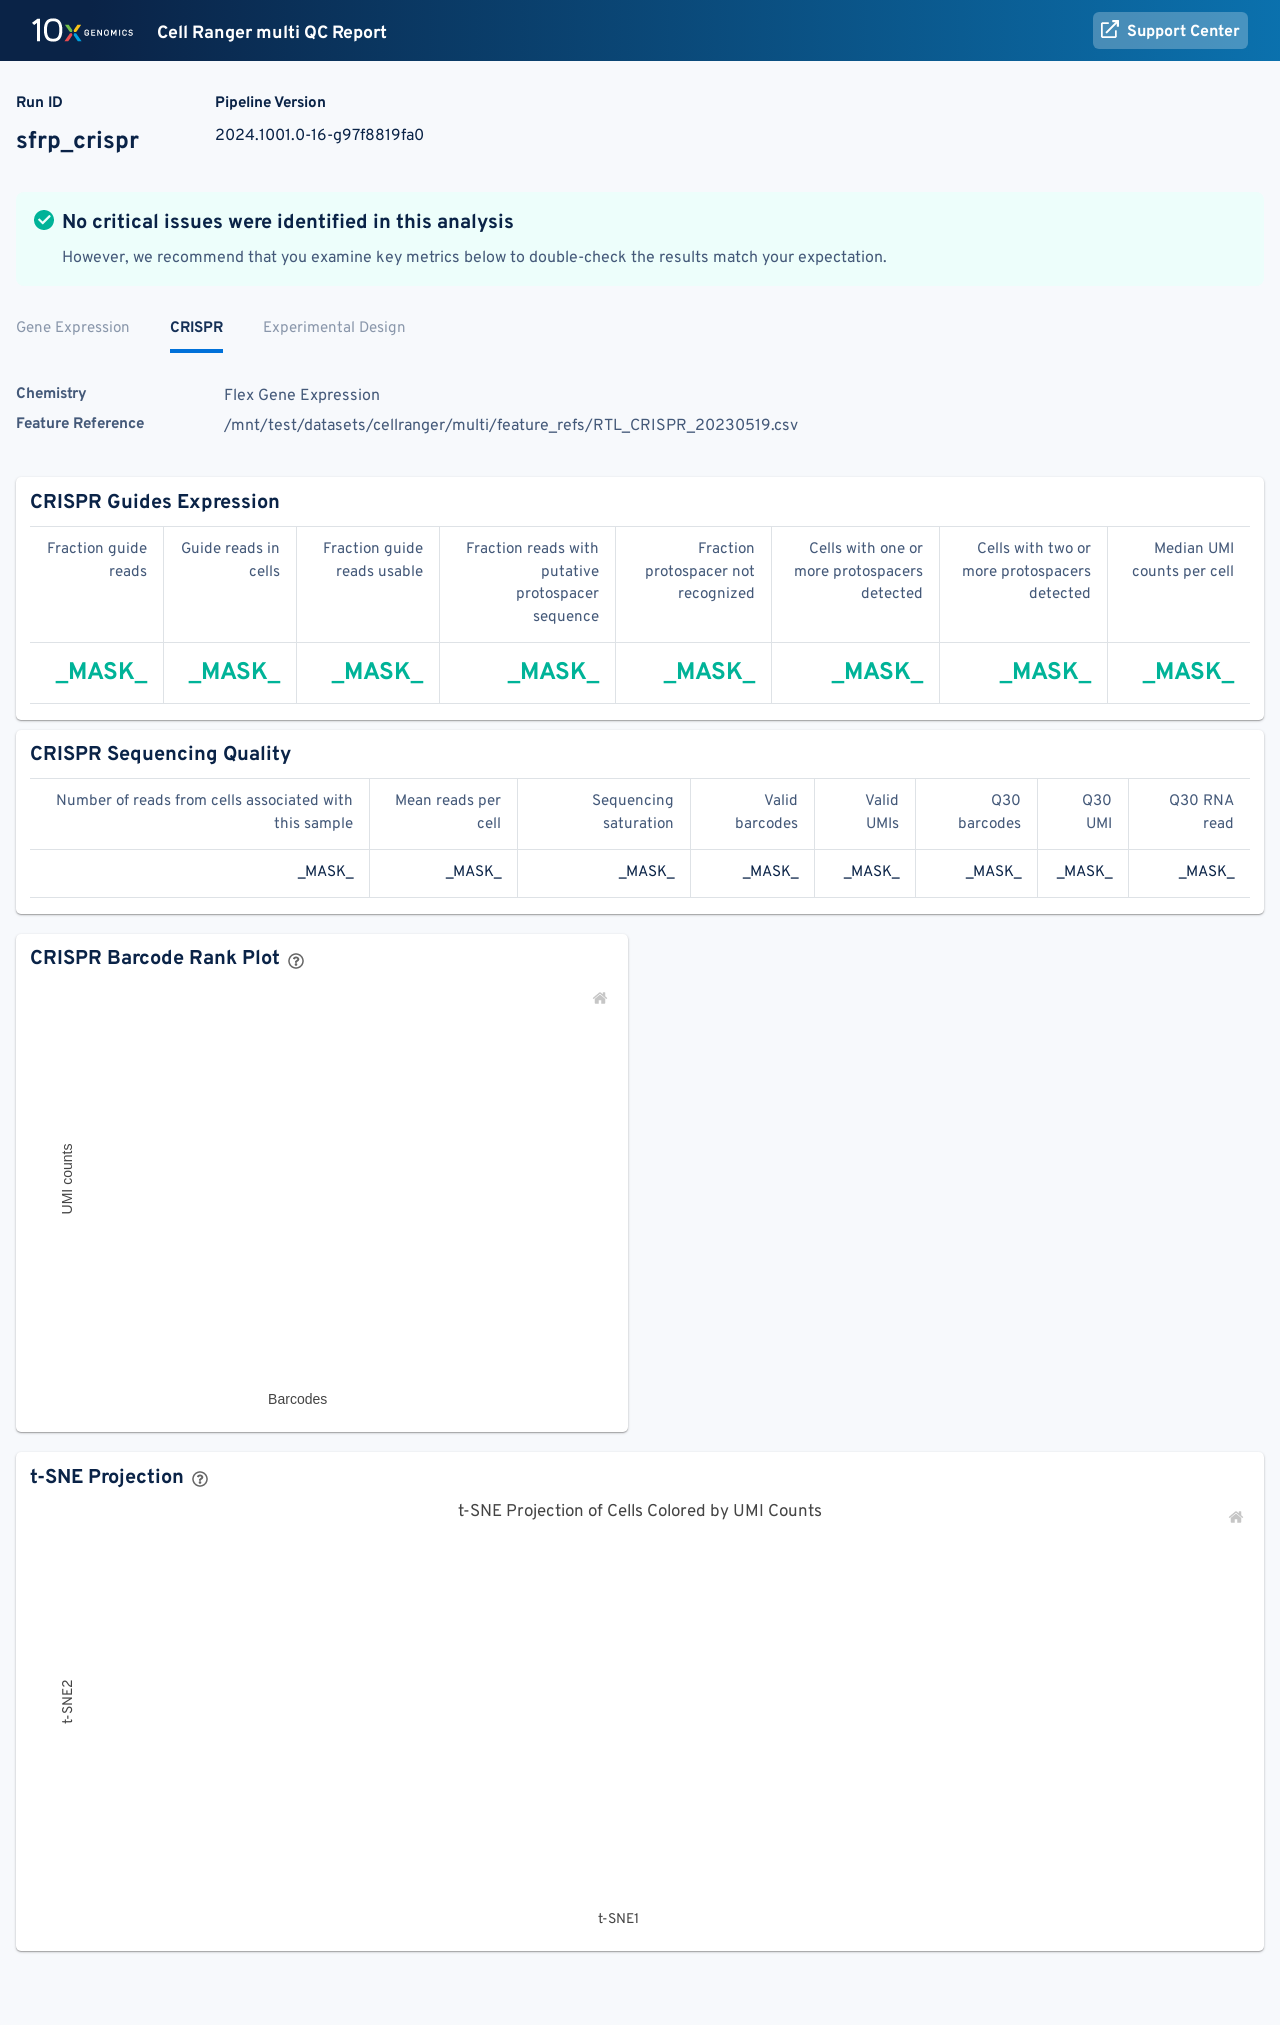 10x GENOMICS Cell Ranger multi QC Report Support Center
Run ID Pipeline Version
sfrp_crispr 2024.1001.0-16-g97f8819fa0
No critical issues were identified in this analysis
However, we recommend that you examine key metrics below to double-check the results match your expectation.
Gene Expression CRISPR Experimental Design
Chemistry Flex Gene Expression
Feature Reference /mnt/test/datasets/cellranger/multi/feature_refs/RTL_CRISPR_20230519.csv
CRISPR Guides Expression
Fraction guide reads
Guide reads in cells
Fraction guide reads usable
Fraction reads with putative protospacer sequence
Fraction protospacer not recognized
Cells with one or more protospacers detected
Cells with two or more protospacers detected
Median UMI counts per cell
_MASK_ _MASK_ _MASK_ _MASK_ _MASK_ _MASK_ _MASK_ _MASK_
CRISPR Sequencing Quality
Number of reads from cells associated with this sample
Mean reads per cell
Sequencing saturation
Valid barcodes
Valid UMIs
Q30 barcodes
Q30 UMI
Q30 RNA read
_MASK_ _MASK_ _MASK_ _MASK_ _MASK_ _MASK_ _MASK_ _MASK_
CRISPR Barcode Rank Plot ?
UMI counts
Barcodes
t-SNE Projection ?
t-SNE Projection of Cells Colored by UMI Counts
t-SNE2
t-SNE1